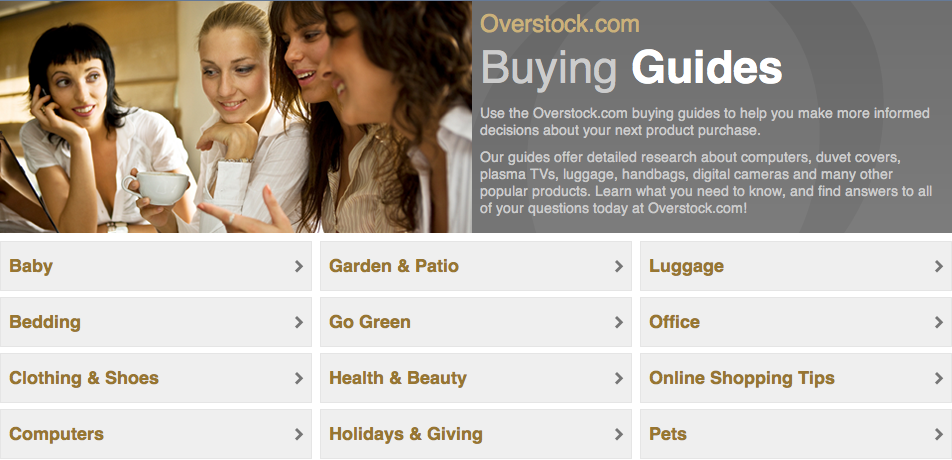 Overstock.com
Buying Guides
Use the Overstock.com buying guides to help you make more informed
decisions about your next product purchase.
Our guides offer detailed research about computers, duvet covers,
plasma TVs, luggage, handbags, digital cameras and many other
popular products. Learn what you need to know, and find answers to all
of your questions today at Overstock.com!
Baby
Garden & Patio
Luggage
Bedding
Go Green
Office
Clothing & Shoes
Health & Beauty
Online Shopping Tips
Computers
Holidays & Giving
Pets